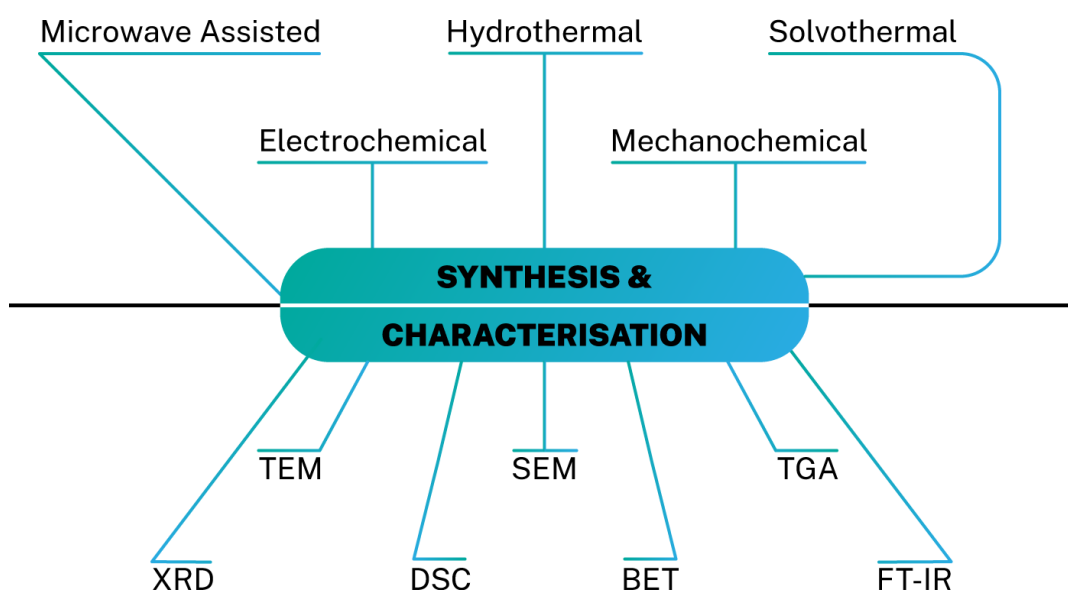 Microwave Assisted
Hydrothermal
Solvothermal
Electrochemical
Mechanochemical
SYNTHESIS &
CHARACTERISATION
TEM
SEM
TGA
XRD
DSC
BET
FT-IR